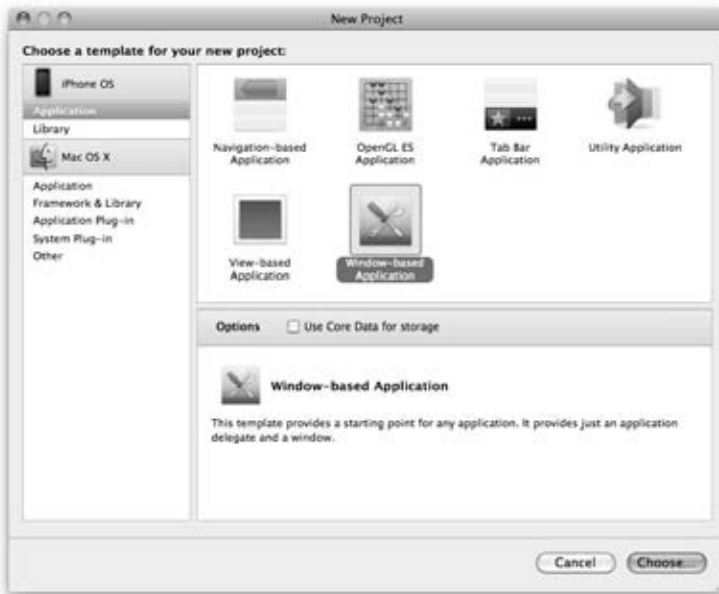 New Project
Choose a template for your new project:
iPhone OS
Application
Library
Mac OS X
Application
Framework & Library
Application Plug-in
System Plug-in
Other
Navigation-based
Application
OpenGL ES
Application
Tab Bar
Application
Utility Application
View-based
Application
Window-based
Application
Options
Use Core Data for storage
Window-based Application
This template provides a starting point for any application. It provides just an application
delegate and a window.
Cancel
Choose...